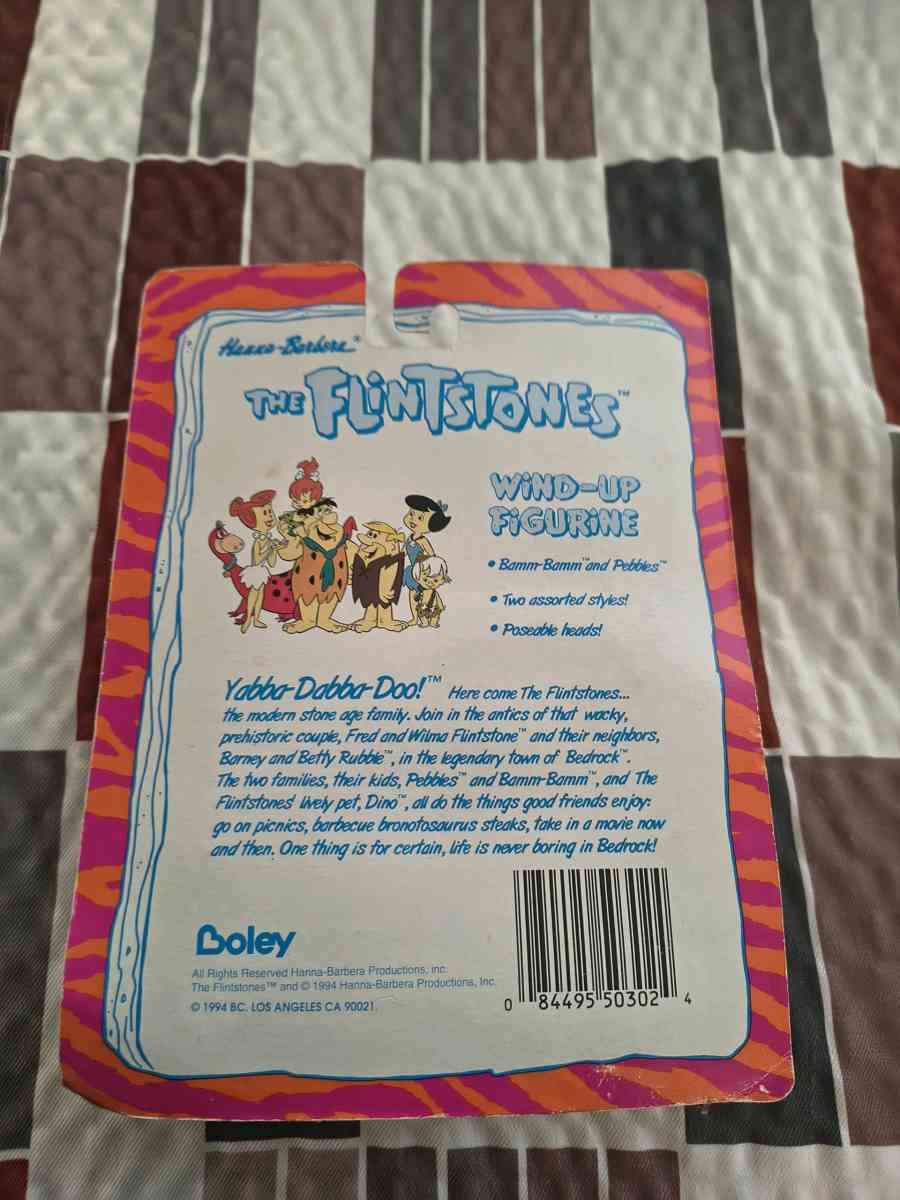 Hanna-Barbera®
THE FLINTSTONES™
WIND-UP
FIGURINE
• Bamm-Bamm™ and Pebbles™
• Two assorted styles!
• Poseable heads!
Yabba-Dabba-Doo!™ Here come The Flintstones...
the modern stone age family. Join in the antics of that wacky,
prehistoric couple, Fred and Wilma Flintstone™ and their neighbors,
Barney and Betty Rubble™, in the legendary town of Bedrock™.
The two families, their kids, Pebbles™ and Bamm-Bamm™, and The
Flintstones' lively pet, Dino™, all do the things good friends enjoy:
go on picnics, barbecue bronotosaurus steaks, take in a movie now
and then. One thing is for certain, life is never boring in Bedrock!
Boley
All Rights Reserved Hanna-Barbera Productions, Inc.
The Flintstones™ and © 1994 Hanna-Barbera Productions, Inc.
© 1994 BC. LOS ANGELES CA 90021.
0 84495 50302 4